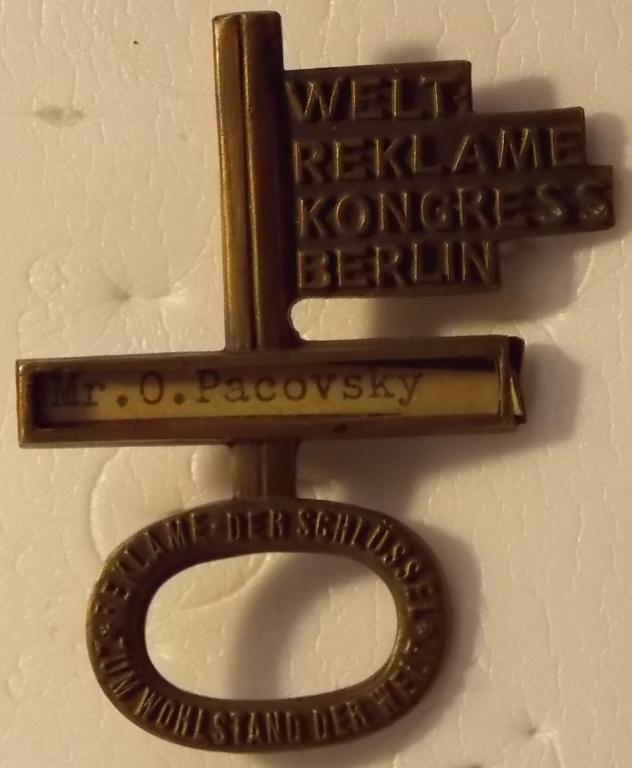 WELT
REKLAME
KONGRESS
BERLIN
Mr.O.Pacovsky
REKLAME·DER SCHLÜSSEL
ZUM WOHLSTAND DER WELT